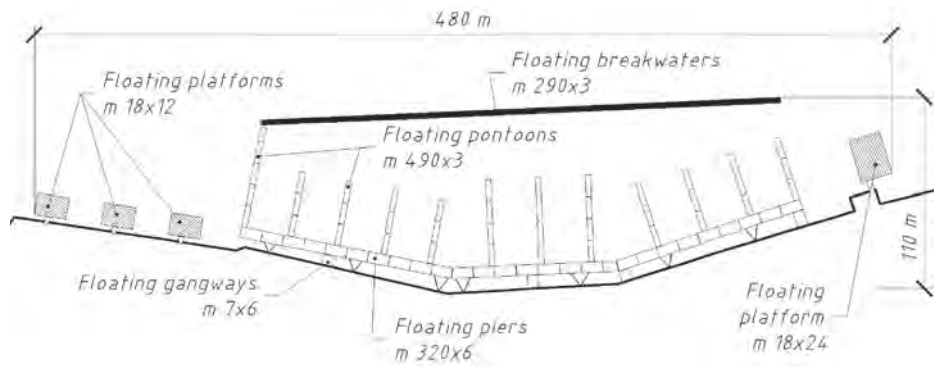 480 m
Floating breakwaters
m 290x3
Floating platforms
m 18x12
Floating pontoons
m 490x3
110 m
Floating gangways
m 7x6
Floating piers
m 320x6
Floating
platform
m 18x24